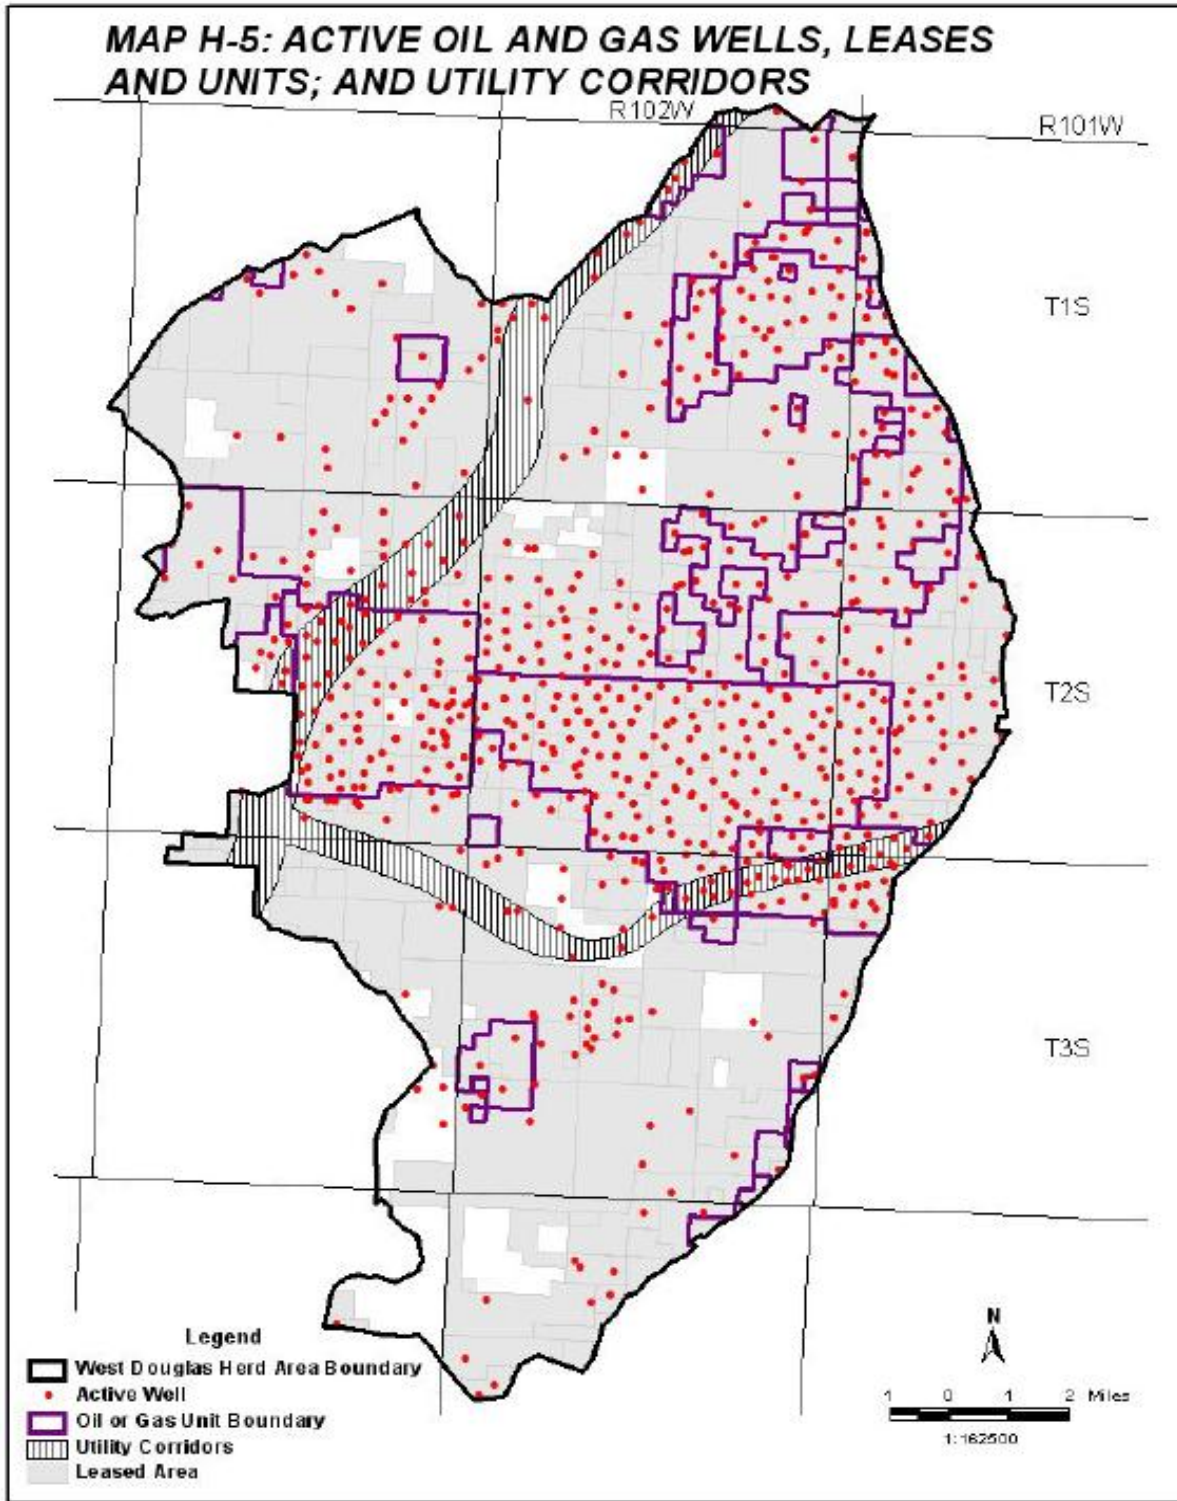 MAP H-5: ACTIVE OIL AND GAS WELLS, LEASES
AND UNITS; AND UTILITY CORRIDORS
R102W
R101W
T1S
T2S
T3S
N
Legend
West Douglas Herd Area Boundary
Active Well
Oil or Gas Unit Boundary
Utility Corridors
Leased Area
1 0 1 2 Miles
1:162500